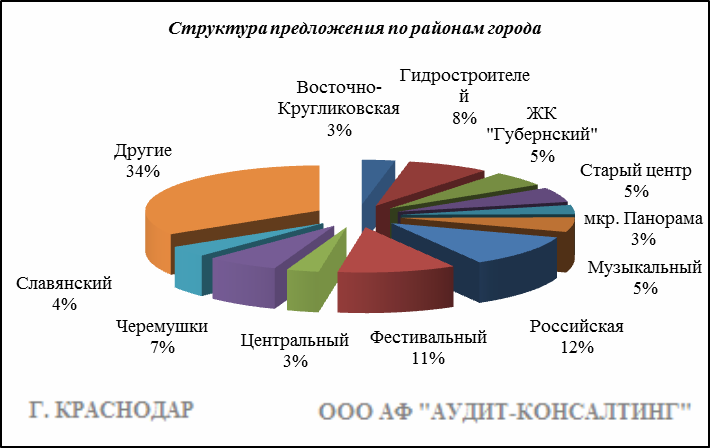 Структура предложения по районам города
Восточно-
Кругликовская
3%
Гидростроителе
й
8%
ЖК
"Губернский"
5%
Старый центр
5%
мкр. Панорама
3%
Музыкальный
5%
Российская
12%
Фестивальный
11%
Центральный
3%
Черемушки
7%
Славянский
4%
Другие
34%
Г. КРАСНОДАР
ООО АФ "АУДИТ-КОНСАЛТИНГ"